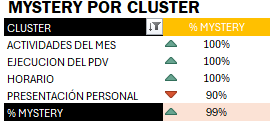 MYSTERY POR CLUSTER
CLUSTER % MYSTERY
ACTIVIDADES DEL MES 100%
EJECUCION DEL PDV 100%
HORARIO 100%
PRESENTACIÓN PERSONAL 90%
% MYSTERY 99%